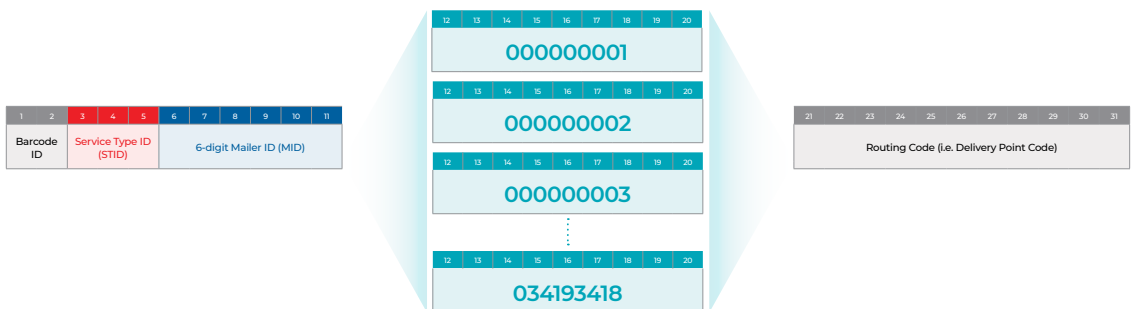 1 2 3 4 5 6 7 8 9 10 11
Barcode ID
Service Type ID (STID)
6-digit Mailer ID (MID)
12 13 14 15 16 17 18 19 20
000000001
12 13 14 15 16 17 18 19 20
000000002
12 13 14 15 16 17 18 19 20
000000003
12 13 14 15 16 17 18 19 20
034193418
21 22 23 24 25 26 27 28 29 30 31
Routing Code (i.e. Delivery Point Code)